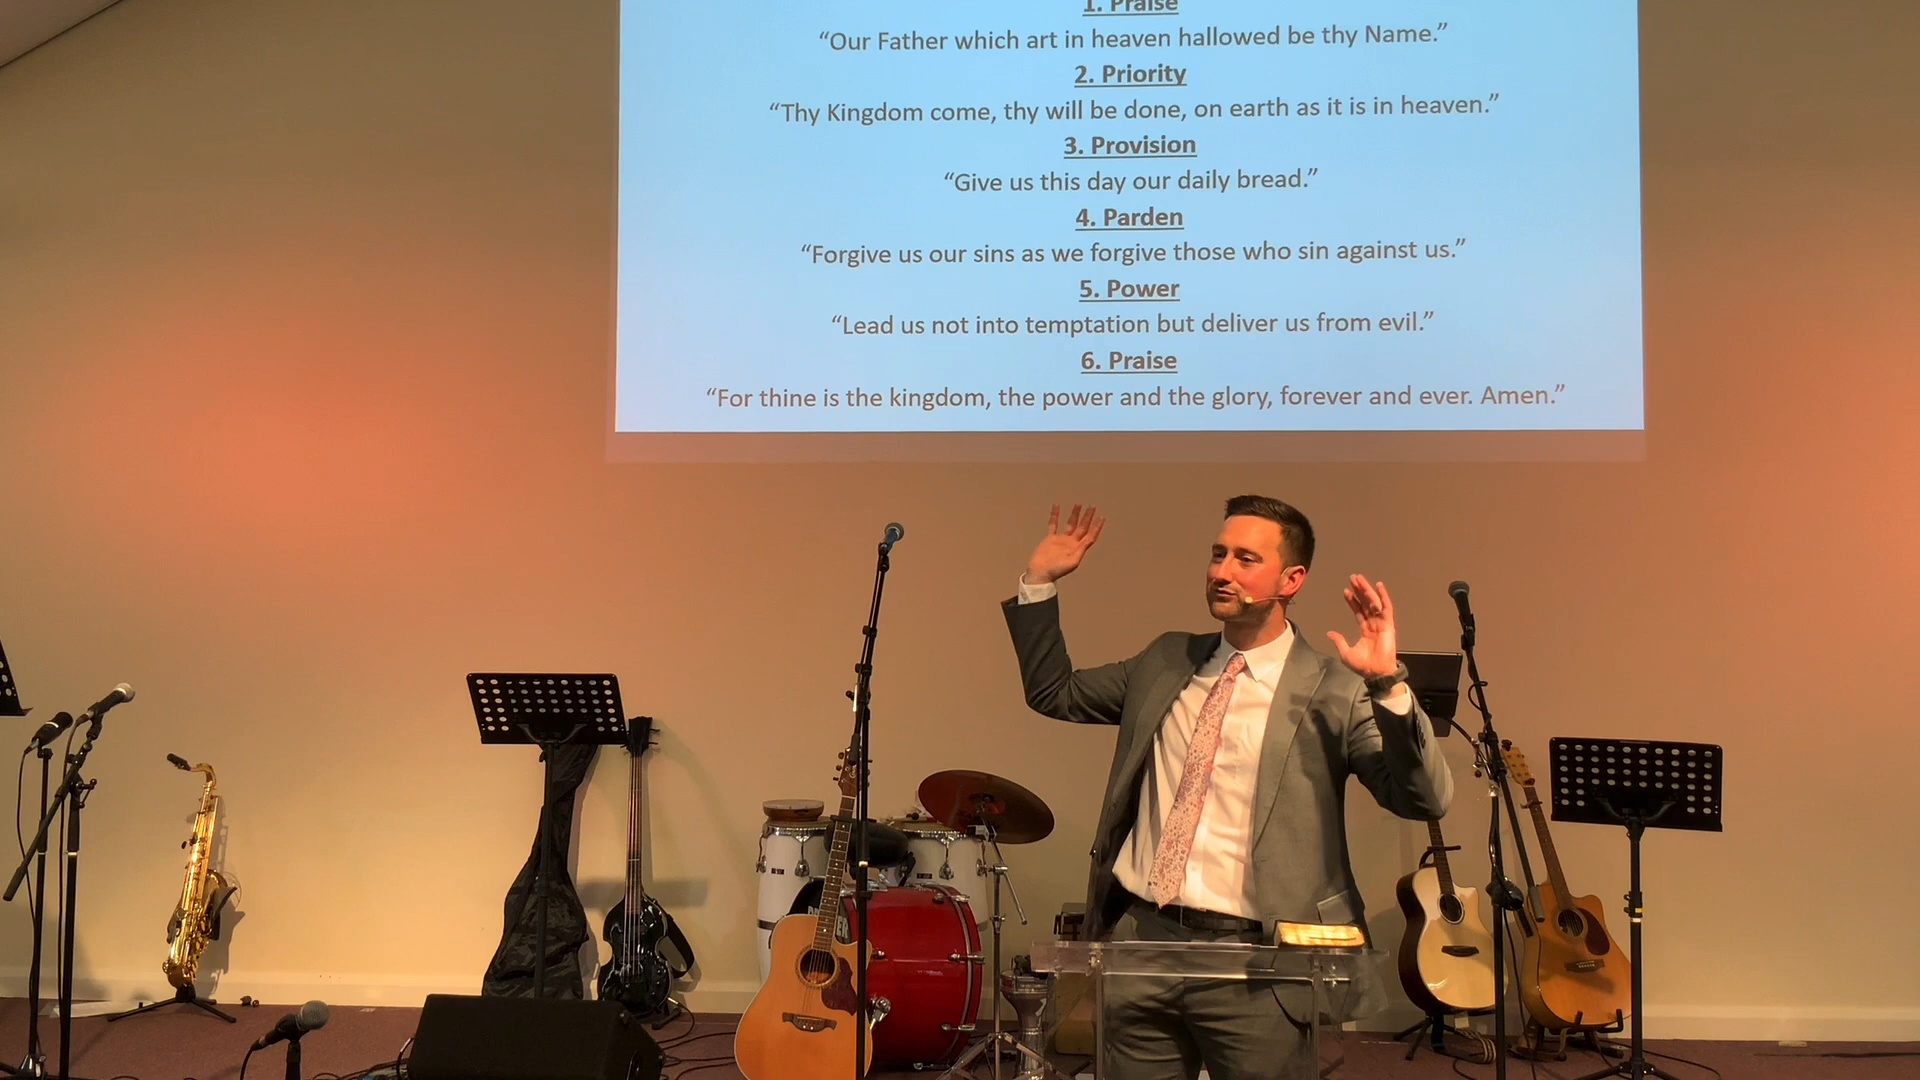 1. Praise
“Our Father which art in heaven hallowed be thy Name.”
2. Priority
“Thy Kingdom come, thy will be done, on earth as it is in heaven.”
3. Provision
“Give us this day our daily bread.”
4. Parden
“Forgive us our sins as we forgive those who sin against us.”
5. Power
“Lead us not into temptation but deliver us from evil.”
6. Praise
“For thine is the kingdom, the power and the glory, forever and ever. Amen.”